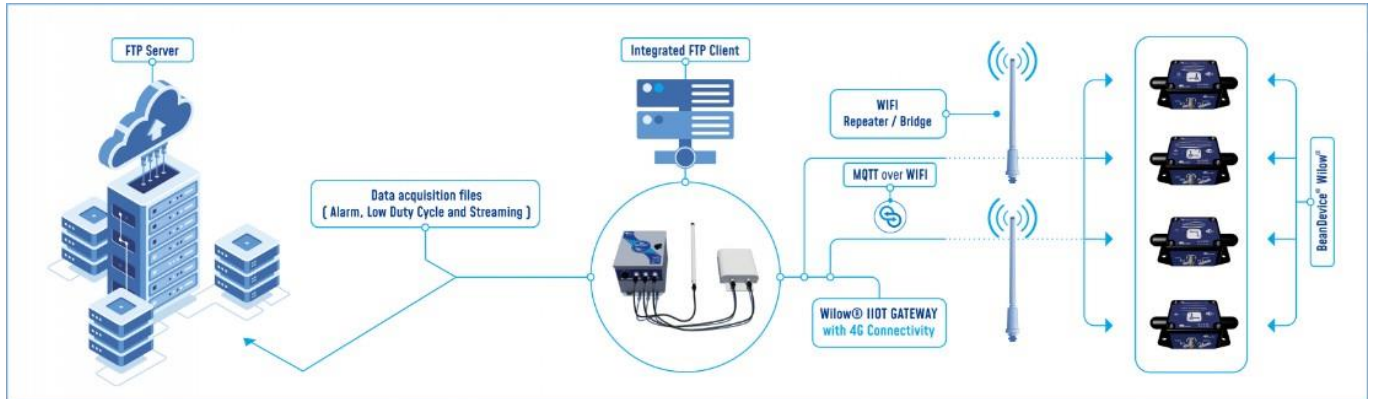 FTP Server
Integrated FTP Client
WIFI
Repeater / Bridge
MQTT over WIFI
Data acquisition files
( Alarm, Low Duty Cycle and Streaming )
Wilow® IIOT GATEWAY
with 4G Connectivity
BeanDevice® Wilow®